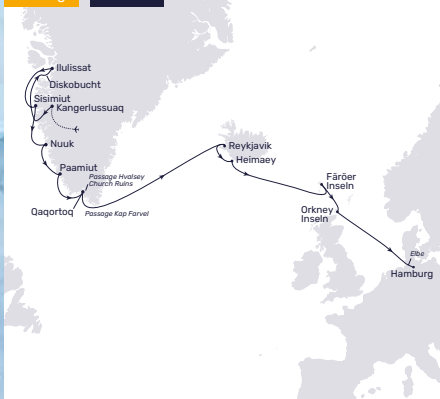 Ilulissat
Diskobucht
Sisimiut
Kangerlussuaq
Nuuk
Paamiut
Passage Hvalsey
Church Ruins
Qaqortoq
Passage Kap Farvel
Reykjavik
Heimaey
Färöer
Inseln
Orkney
Inseln
Elbe
Hamburg